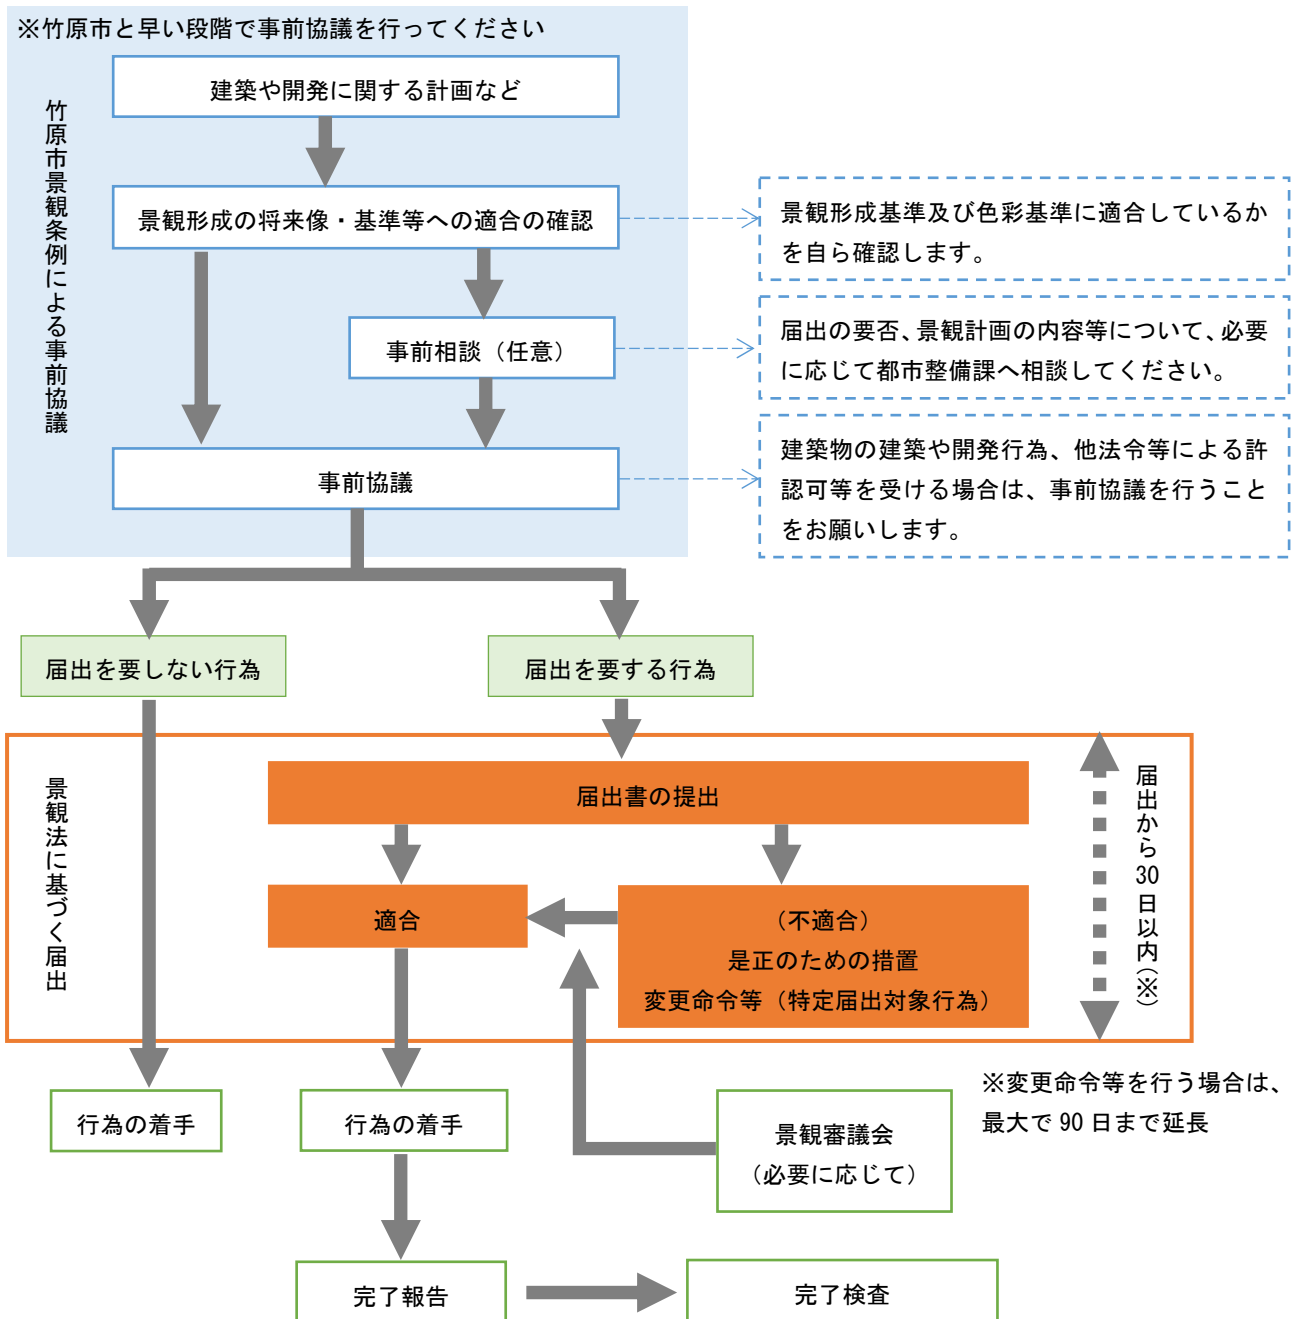 ※竹原市と早い段階で事前協議を行ってください
竹原市景観条例による事前協議
建築や開発に関する計画など
景観形成の将来像・基準等への適合の確認
景観形成基準及び色彩基準に適合しているか
を自ら確認します。
事前相談（任意）
届出の要否、景観計画の内容等について、必要
に応じて都市整備課へ相談してください。
事前協議
建築物の建築や開発行為、他法令等による許
認可等を受ける場合は、事前協議を行うこと
をお願いします。
届出を要しない行為
届出を要する行為
景観法に基づく届出
届出書の提出
適合
（不適合）
是正のための措置
変更命令等（特定届出対象行為）
届出から30日以内（※）
※変更命令等を行う場合は、
最大で 90 日まで延長
行為の着手
行為の着手
景観審議会
（必要に応じて）
完了報告
完了検査